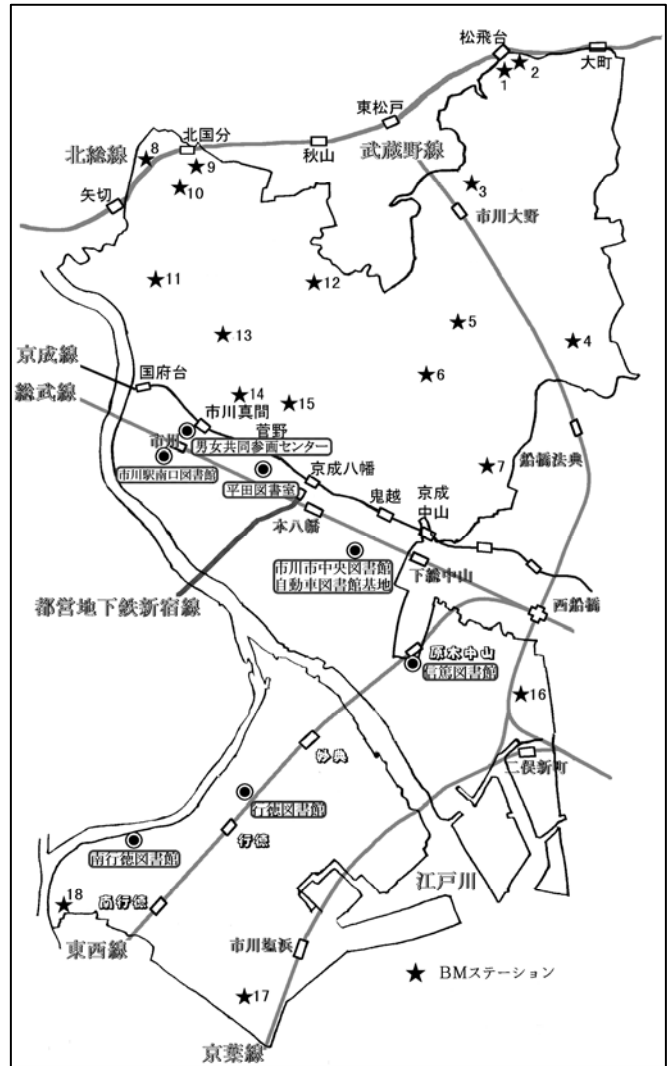 松飛台
大町
2
1
東松戸
北国分
秋山
武蔵野線
北総線
8
9
10
3
矢切
市川大野
11
12
5
4
13
京成線
国府台
6
総武線
14
15
市川真間
菅野
市川
男女共同参画センター
市川駅南口図書館
京成八幡
平田図書室
鬼越
京成
中山
7
船橋法典
本八幡
市川市中央図書館
自動車図書館基地
下総中山
都営地下鉄新宿線
西船橋
原木中山
信篤図書館
16
妙典
二俣新町
行徳図書館
行徳
南行徳図書館
江戸川
18
南行徳
東西線
市川塩浜
★ BMステーション
17
京葉線